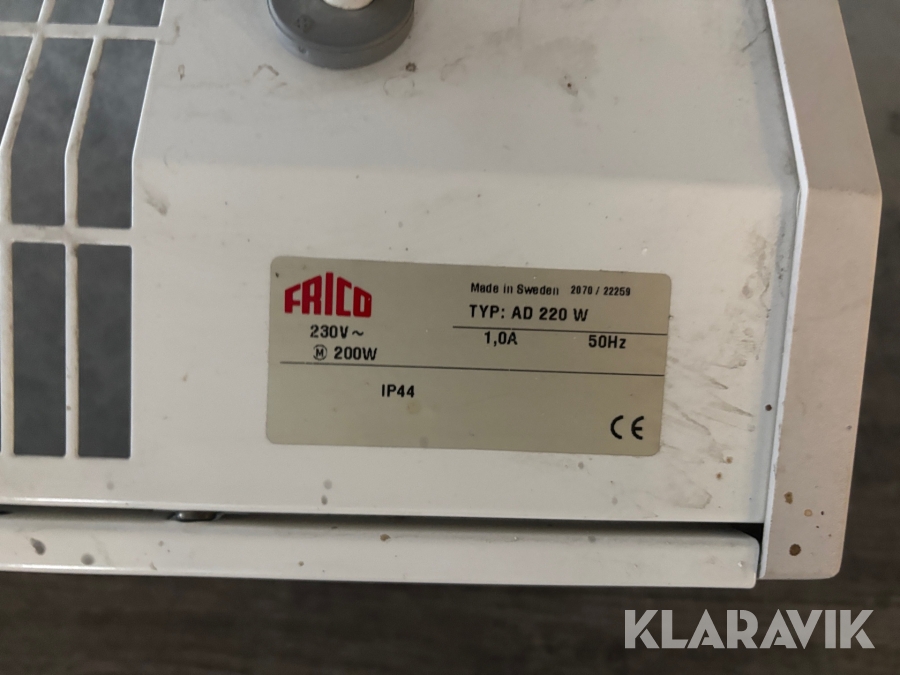 FRICO
Made in Sweden 2070 / 22259
TYP: AD 220 W
230V ~
1,0A 50Hz
M 200W
IP44
CE
KLARAVIK